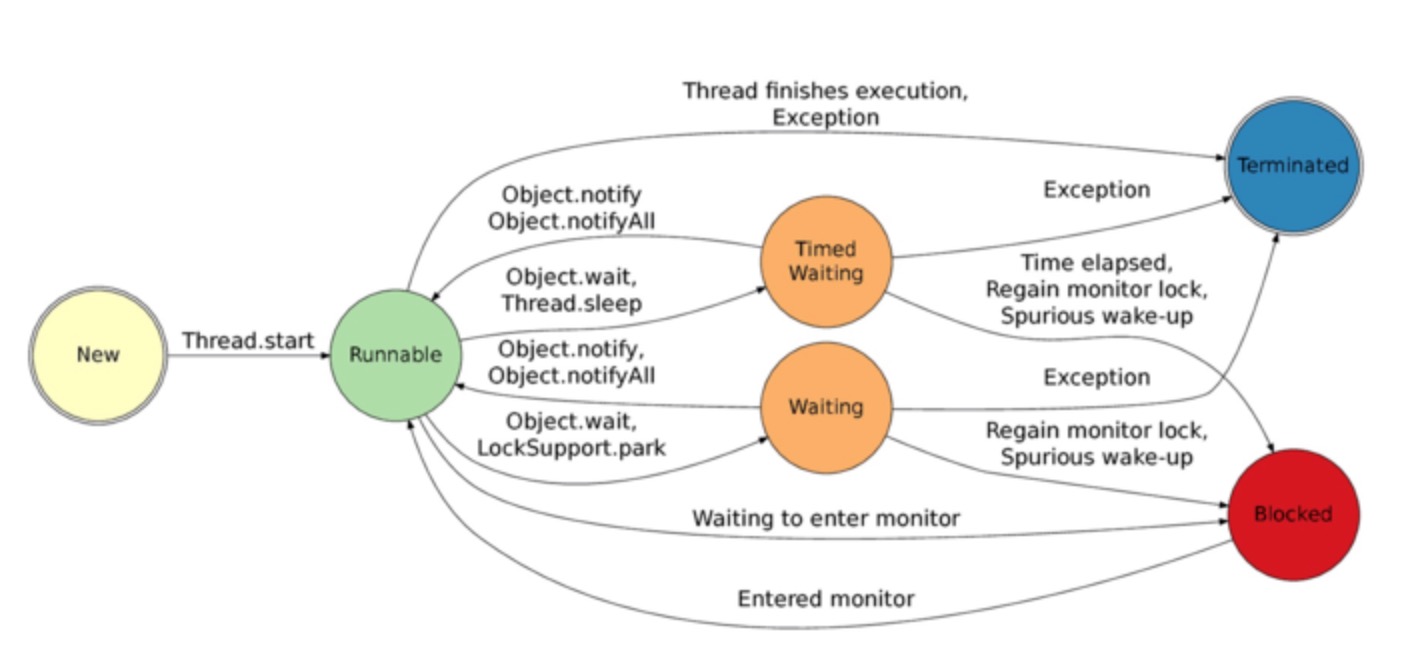 Thread finishes execution,
Exception
Terminated
Exception
Object.notify
Object.notifyAll
Timed
Waiting
Time elapsed,
Regain monitor lock,
Spurious wake-up
Object.wait,
Thread.sleep
New
Thread.start
Runnable
Object.notify,
Object.notifyAll
Exception
Waiting
Object.wait,
LockSupport.park
Regain monitor lock,
Spurious wake-up
Waiting to enter monitor
Blocked
Entered monitor